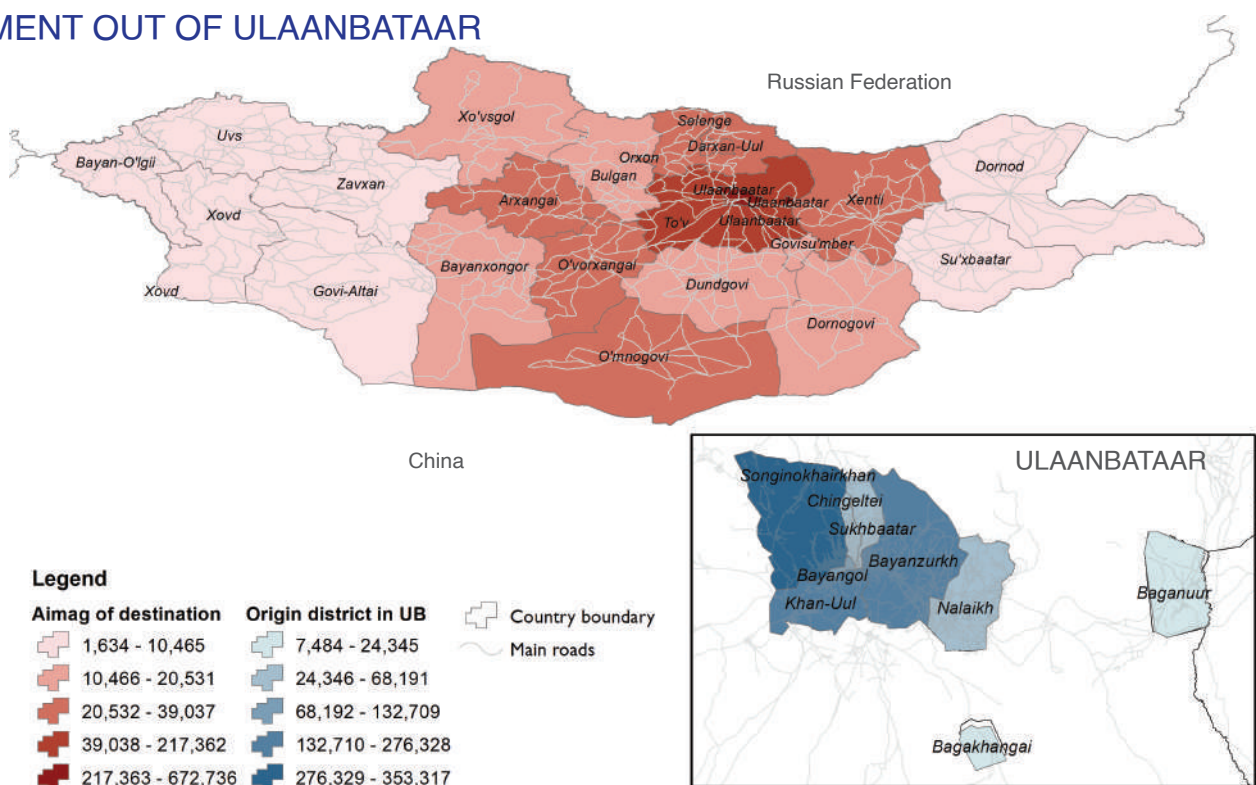 MENT OUT OF ULAANBATAAR
Russian Federation
Xo'vsgol
Selenge
Uvs
Darxan-Uul
Bayan-O'lgii
Orxon
Dornod
Bulgan
Zavxan
Ulaanbaatar
Arxangai
Ulaanbaatar
Xentii
Xovd
To'v
Ulaanbaatar
Govisu'mber
Su'xbaatar
Bayanxongor
O'vorxangai
Dundgovi
Xovd
Govi-Altai
Dornogovi
O'mnogovi
China
ULAANBATAAR
Songinokhairkhan
Chingeltei
Sukhbaatar
Bayanzurkh
Bayangol
Khan-Uul
Nalaikh
Baganuur
Bagakhangai
Legend
Aimag of destination
1,634 - 10,465
10,466 - 20,531
20,532 - 39,037
39,038 - 217,362
217,363 - 672,736
Origin district in UB
7,484 - 24,345
24,346 - 68,191
68,192 - 132,709
132,710 - 276,328
276,329 - 353,317
Country boundary
Main roads